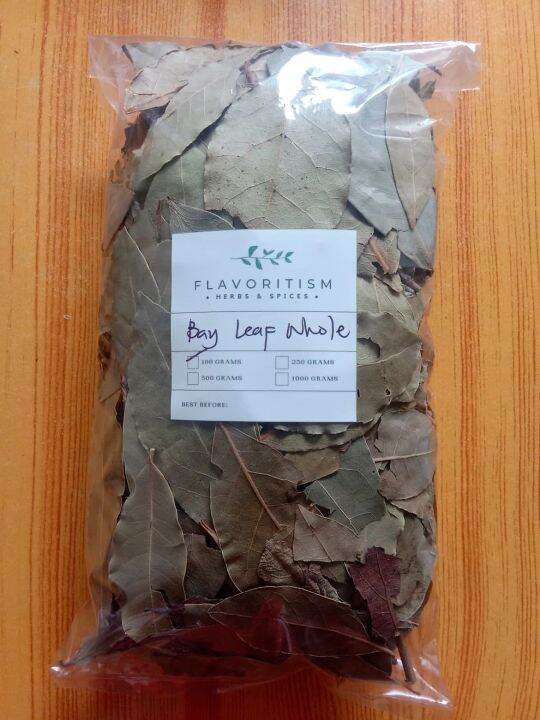 FLAVORITISM
• HERBS & SPICES •
Bay Leaf Whole
100 GRAMS 250 GRAMS
500 GRAMS 1000 GRAMS
BEST BEFORE: